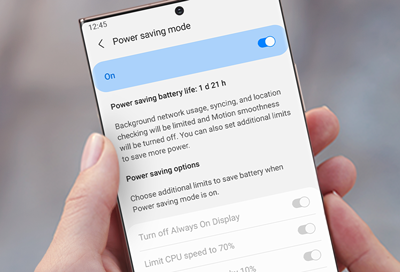 12:45
Power saving mode
On
Power saving battery life: 1 d 21 h
Background network usage, syncing, and location
checking will be limited and Motion smoothness
will be turned off. You can also set additional limits
to save more power.
Power saving options
Choose additional limits to save battery when
Power saving mode is on.
Turn off Always On Display
Limit CPU speed to 70%
by 10%